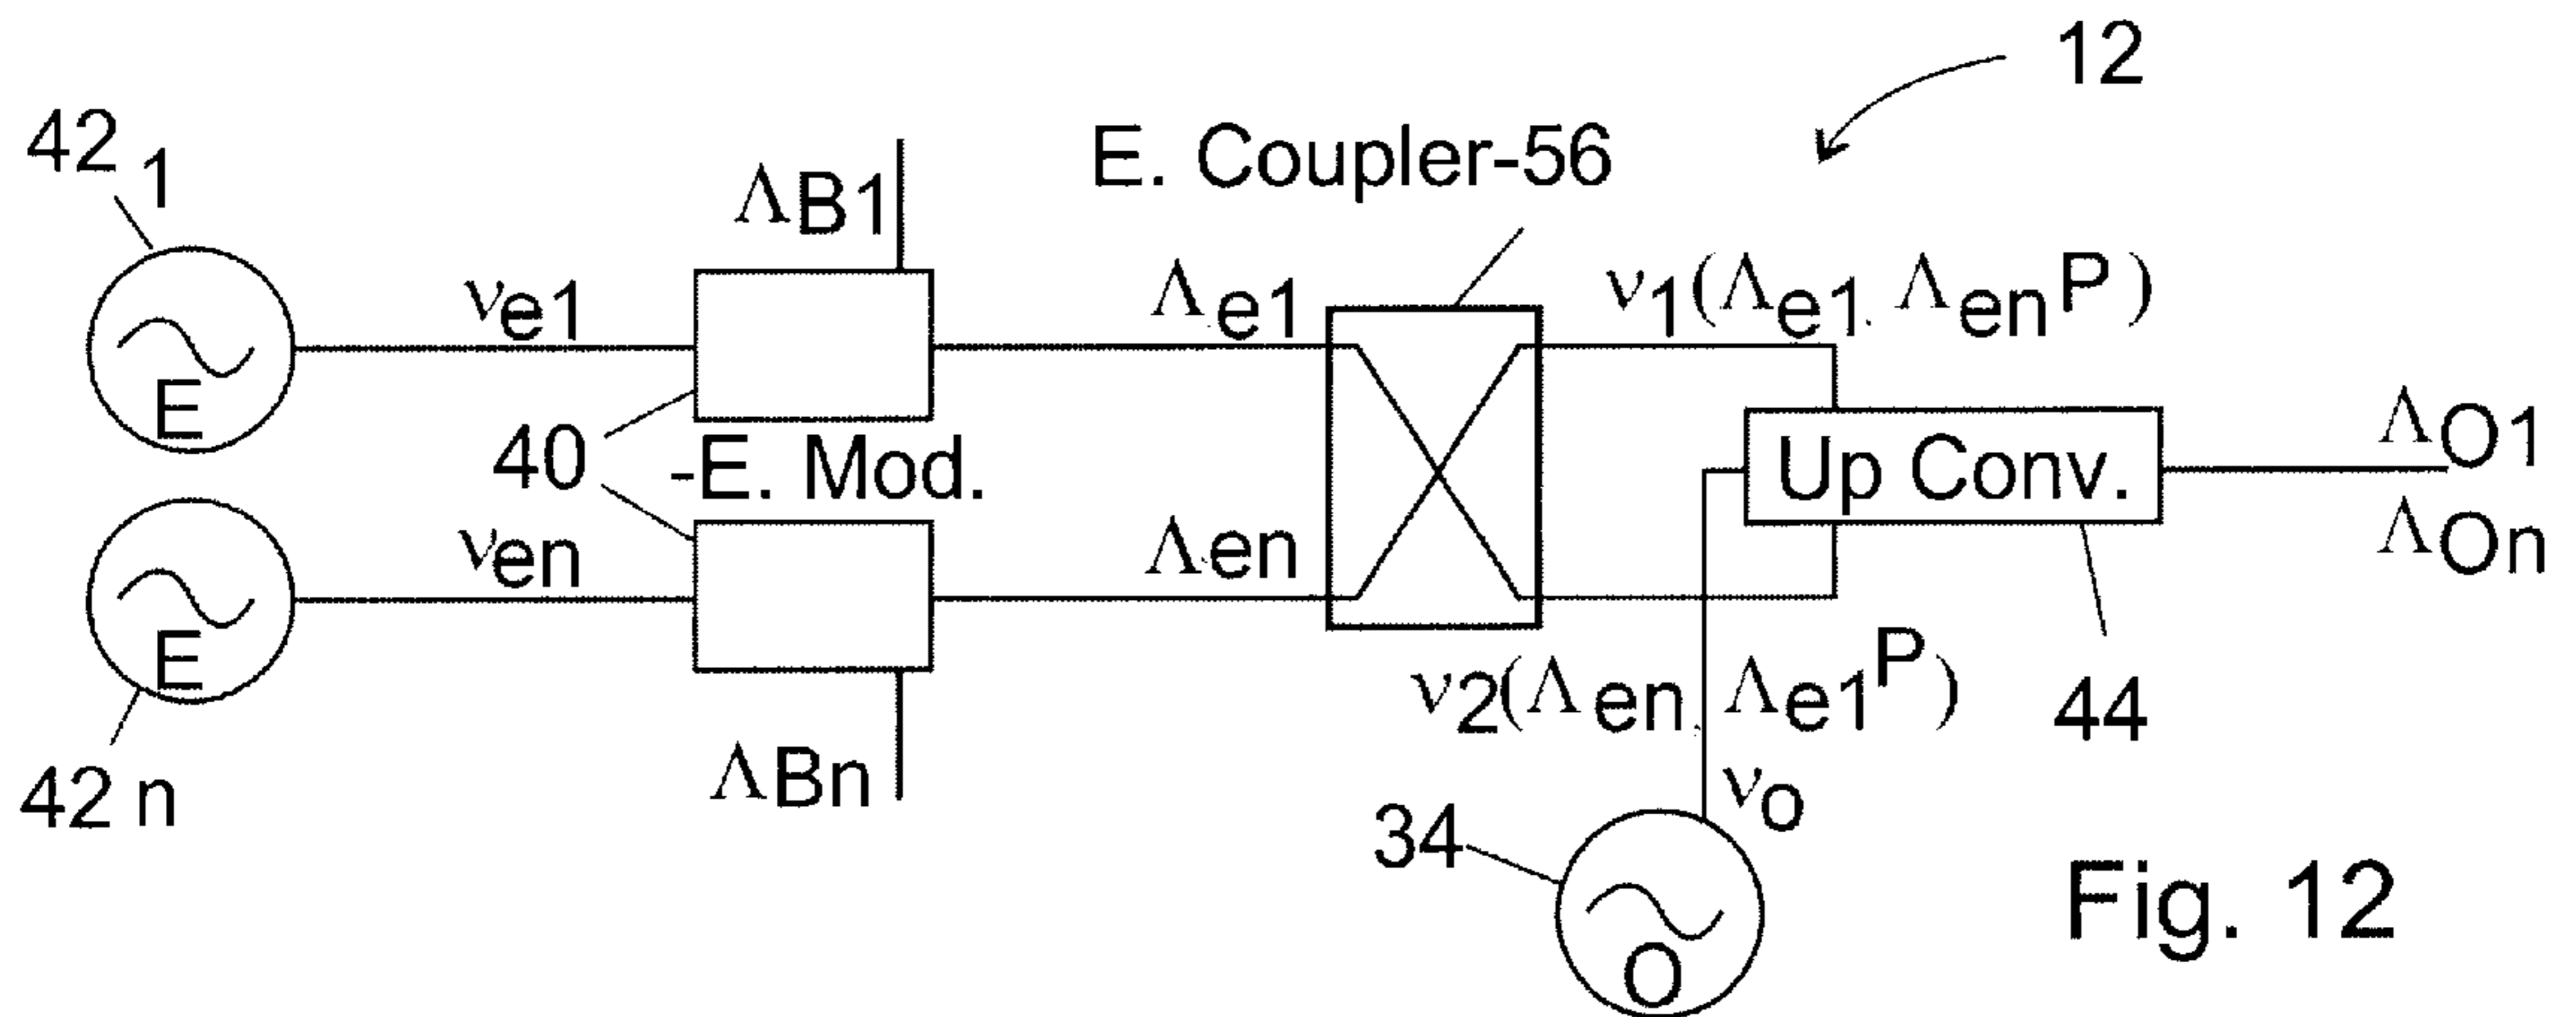 12
42 1
ΛB1
E. Coupler-56
νe1
Λe1
ν1(Λe1, ΛenP)
E
40
-E. Mod.
Up Conv.
ΛO1
ΛOn
νen
Λen
E
ν2(Λen, Λe1P)
44
42 n
ΛBn
νo
34
O
Fig. 12